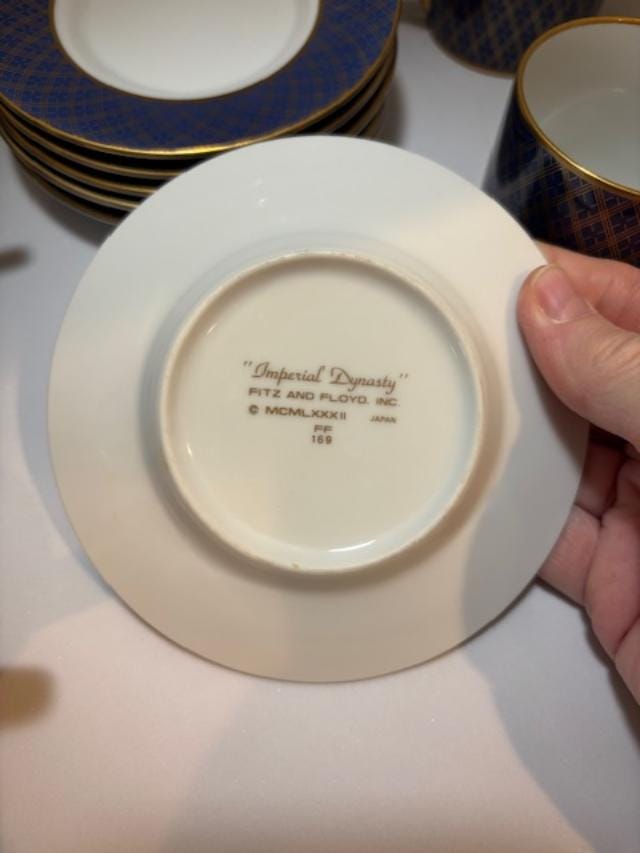 "Imperial Dynasty"
FITZ AND FLOYD, INC.
© MCMLXXXII JAPAN
FF
169